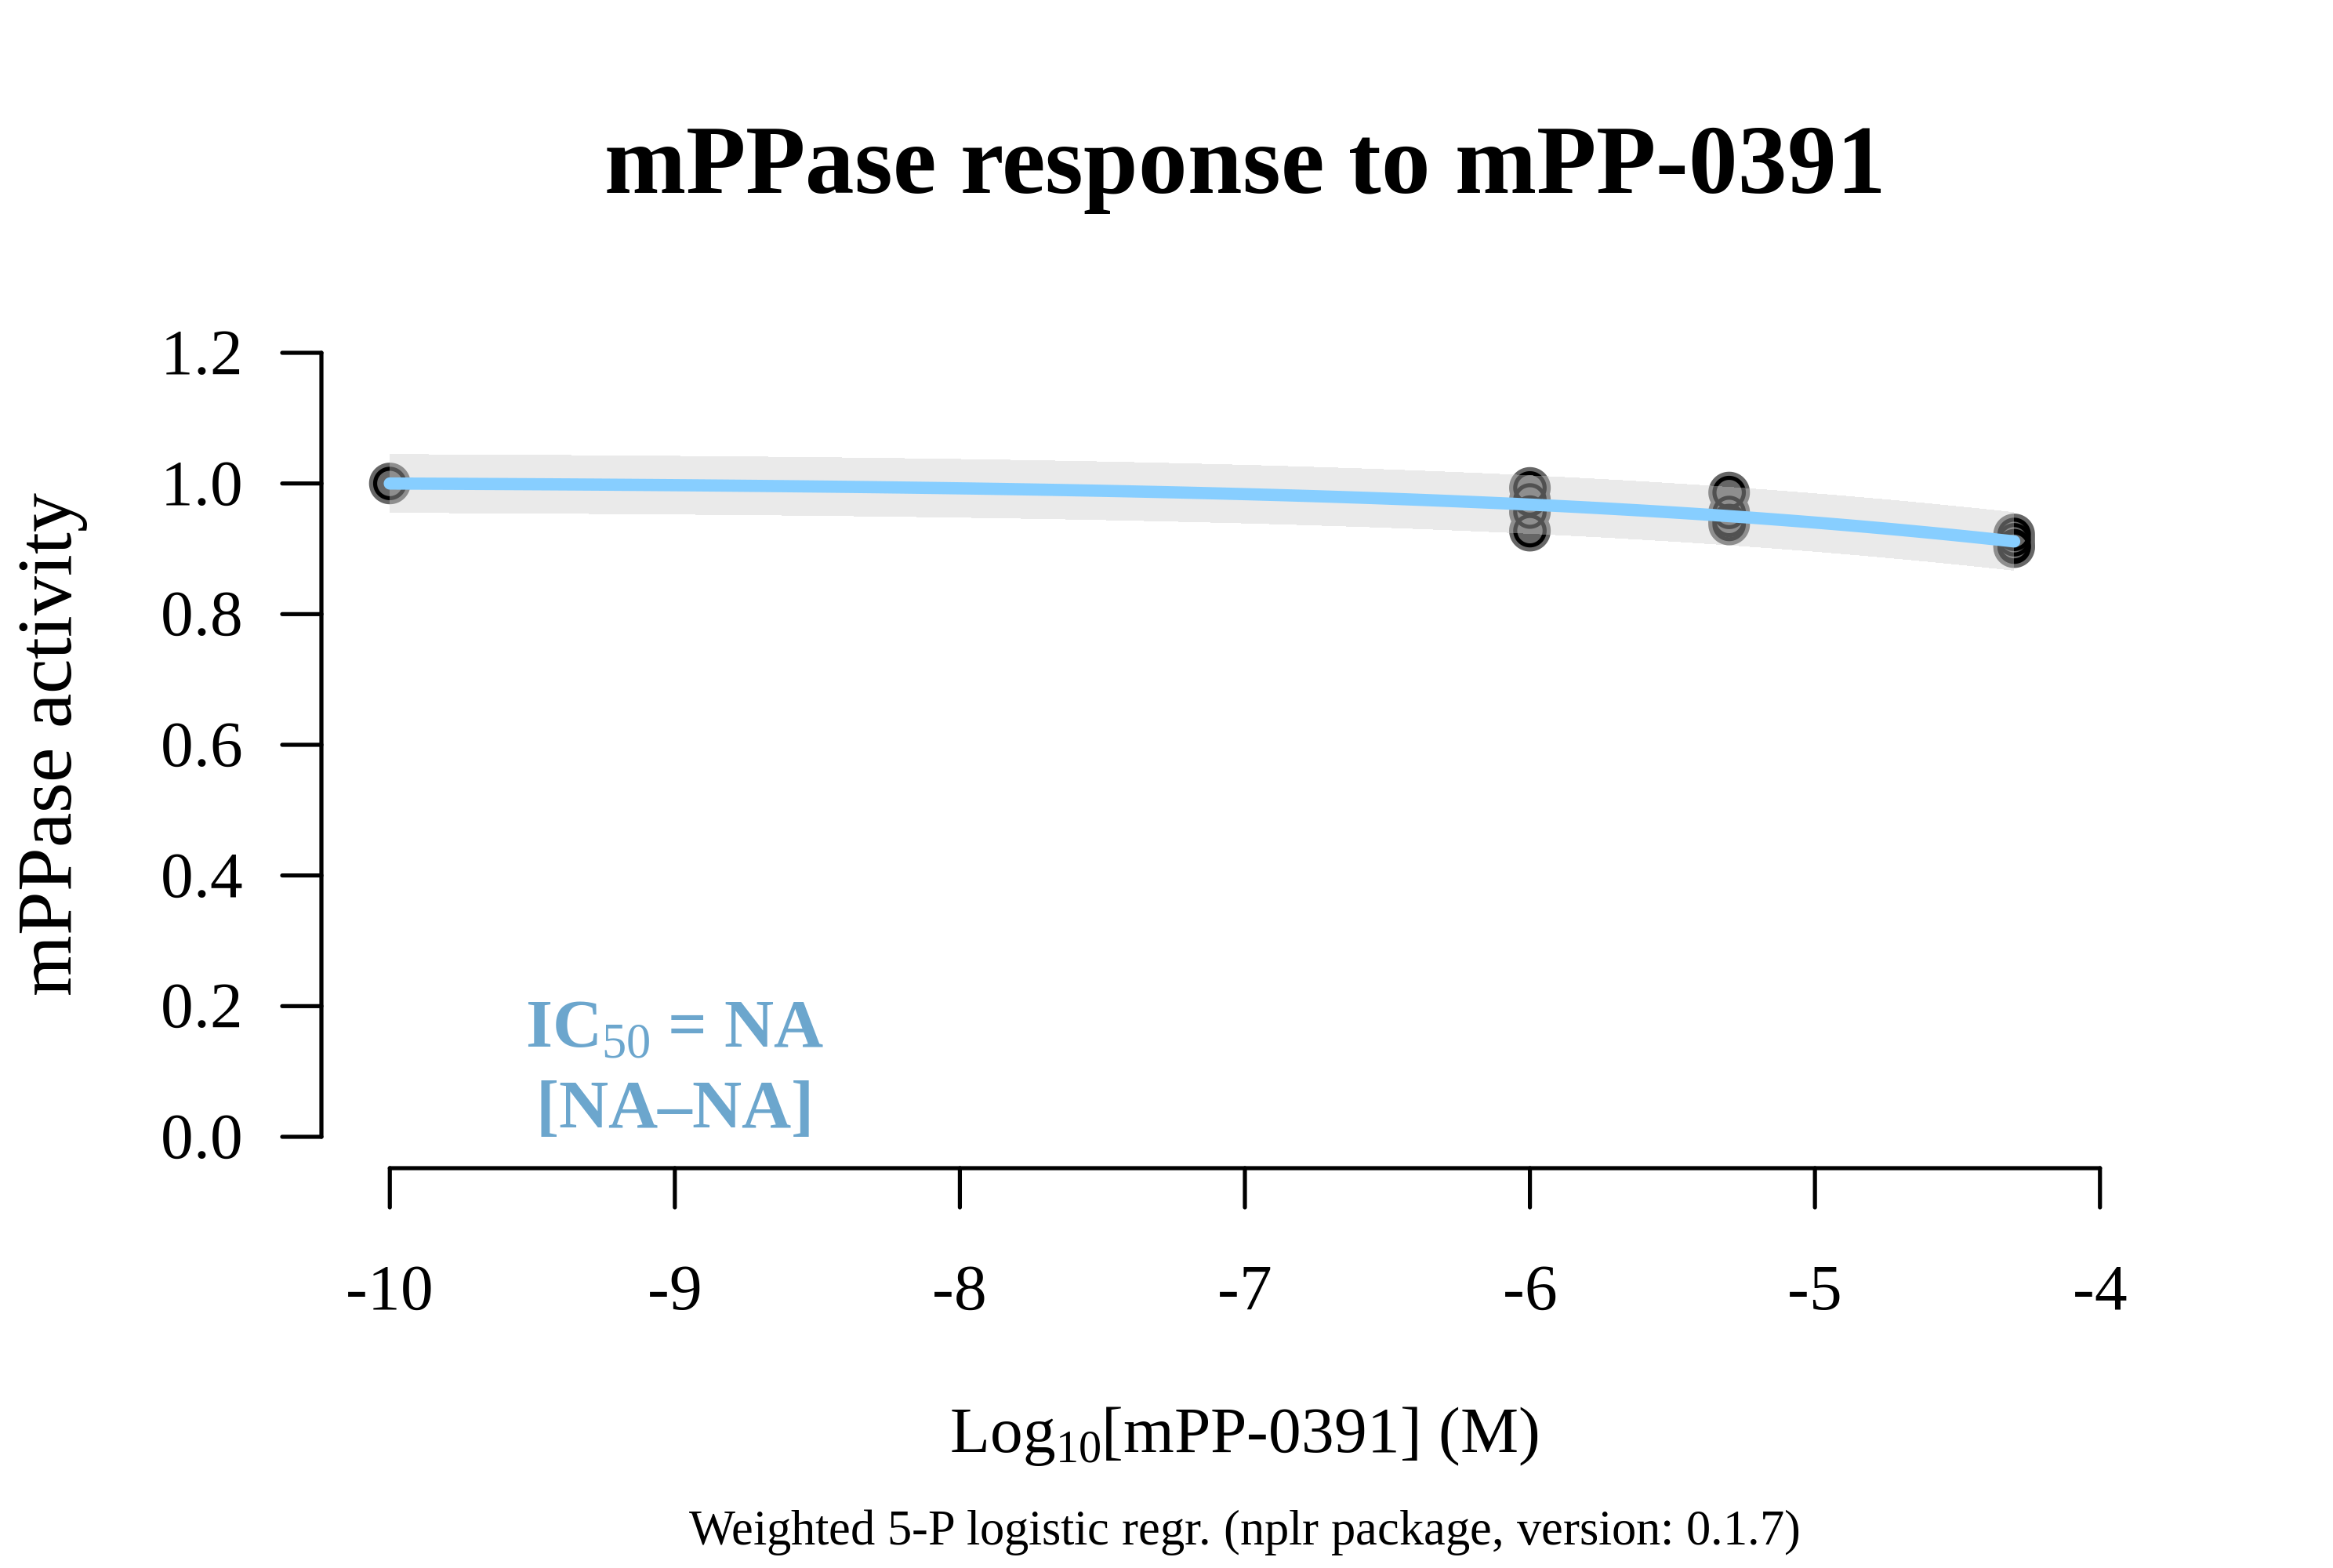 mPPase response to mPP-0391
mPPase activity
1.2
1.0
0.8
0.6
0.4
0.2
0.0
IC50 = NA
[NA–NA]
-10 -9 -8 -7 -6 -5 -4
Log10[mPP-0391] (M)
Weighted 5-P logistic regr. (nplr package, version: 0.1.7)